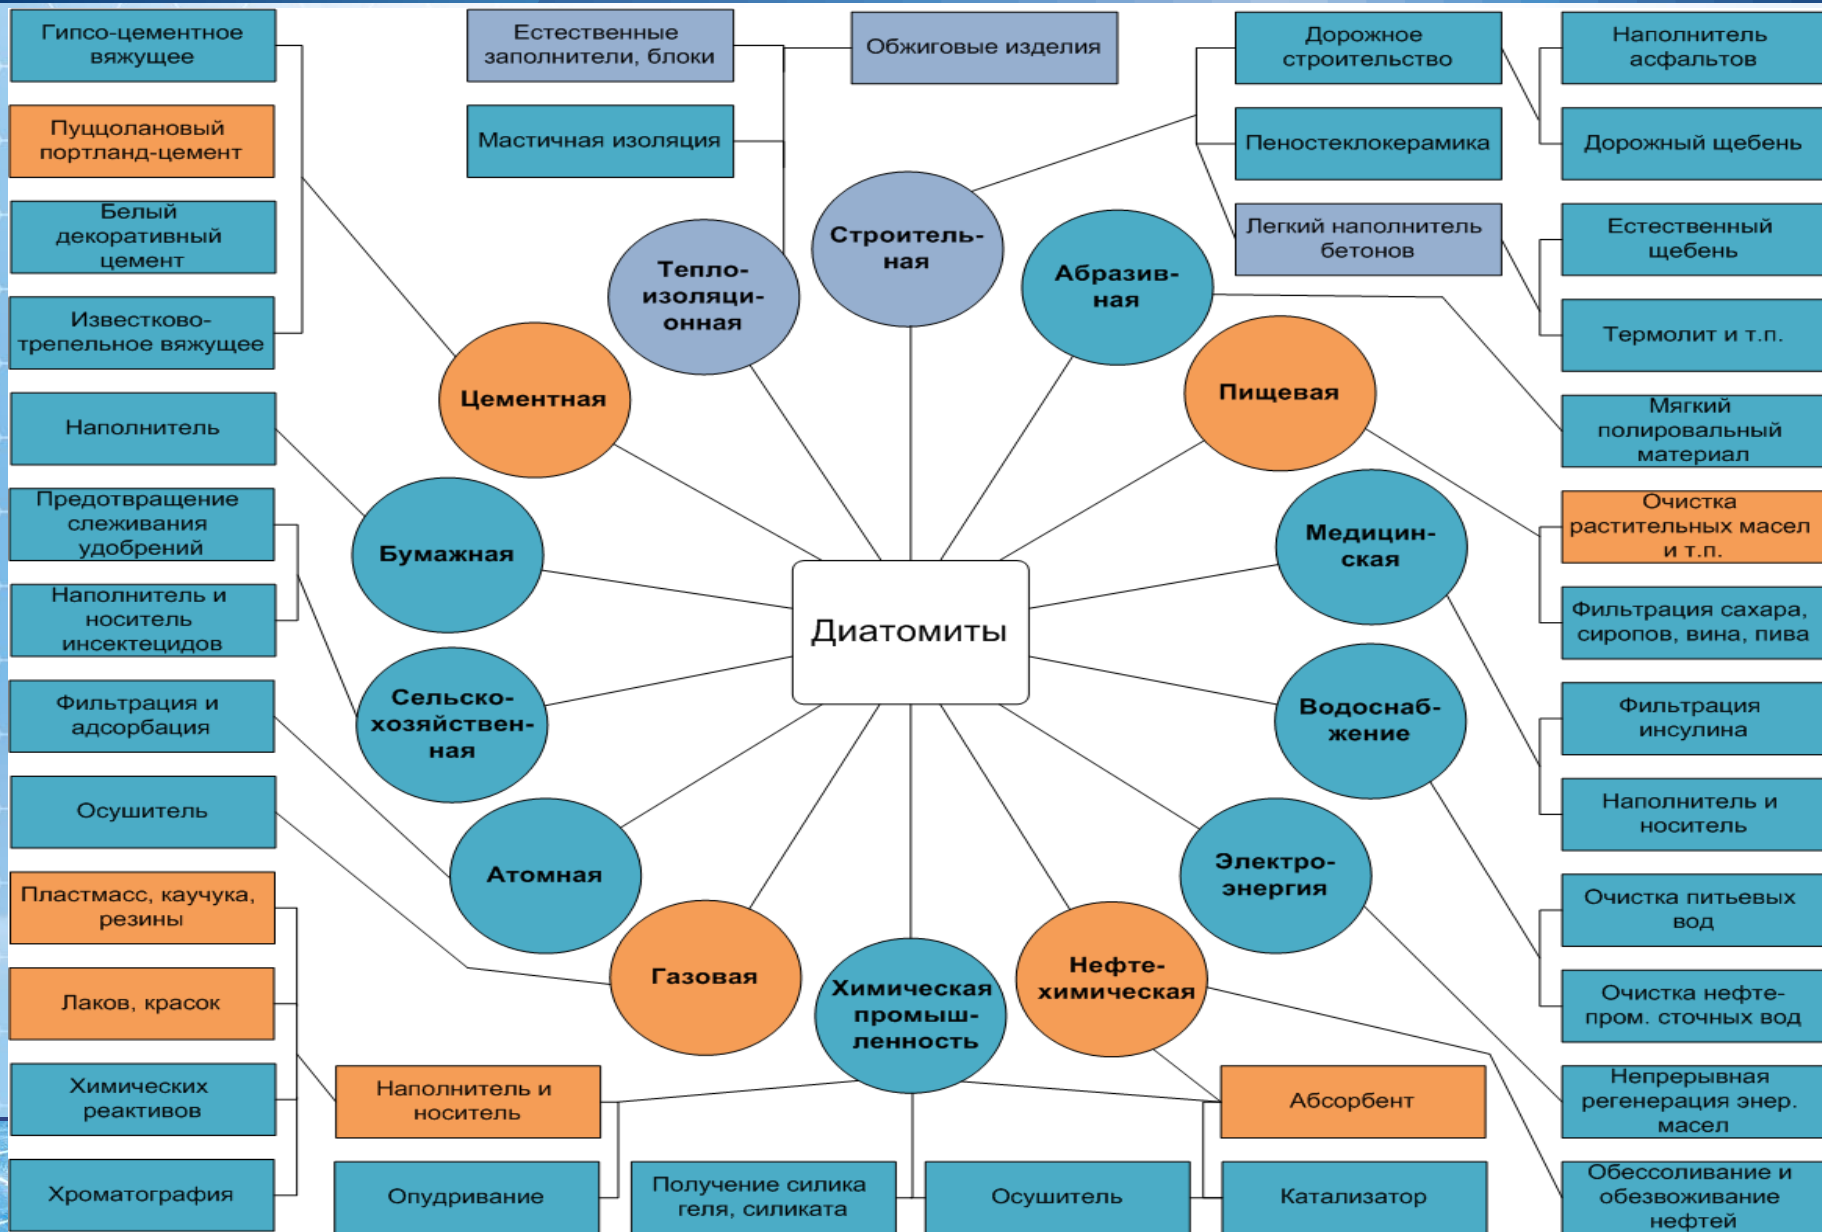 Гипсо-цементное
вяжущее
Пуццолановый
портланд-цемент
Белый
декоративный
цемент
Известково-
трепельное вяжущее
Наполнитель
Предотвращение
слеживания
удобрений
Наполнитель и
носитель
инсектецидов
Фильтрация и
адсорбация
Осушитель
Пластмасс, каучука,
резины
Лаков, красок
Химических
реактивов
Хроматография
Естественные
заполнители, блоки
Мастичная изоляция
Обжиговые изделия
Дорожное
строительство
Пеностеклокерамика
Легкий наполнитель
бетонов
Наполнитель
асфальтов
Дорожный щебень
Естественный
щебень
Термолит и т.п.
Мягкий
полировальный
материал
Очистка
растительных масел
и т.п.
Фильтрация сахара,
сиропов, вина, пива
Фильтрация
инсулина
Наполнитель и
носитель
Очистка питьевых
вод
Очистка нефте-
пром. сточных вод
Непрерывная
регенерация энер.
масел
Обессоливание и
обезвоживание
нефтей
Строитель-
ная
Тепло-
изоляци-
онная
Абразив-
ная
Цементная
Пищевая
Бумажная
Медицин-
ская
Диатомиты
Сельско-
хозяйствен-
ная
Водоснаб-
жение
Атомная
Электро-
энергия
Газовая
Химическая
промыш-
ленность
Нефте-
химическая
Наполнитель и
носитель
Абсорбент
Опудривание
Получение силика
геля, силиката
Осушитель
Катализатор